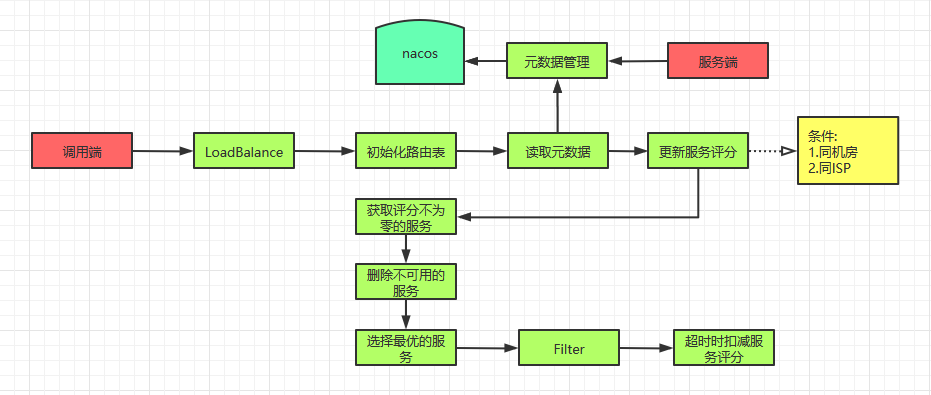 nacos
元数据管理
服务端
调用端
LoadBalance
初始化路由表
读取元数据
更新服务评分
条件:
1.同机房
2.同ISP
获取评分不为
零的服务
删除不可用的
服务
选择最优的服
务
Filter
超时时扣减服
务评分